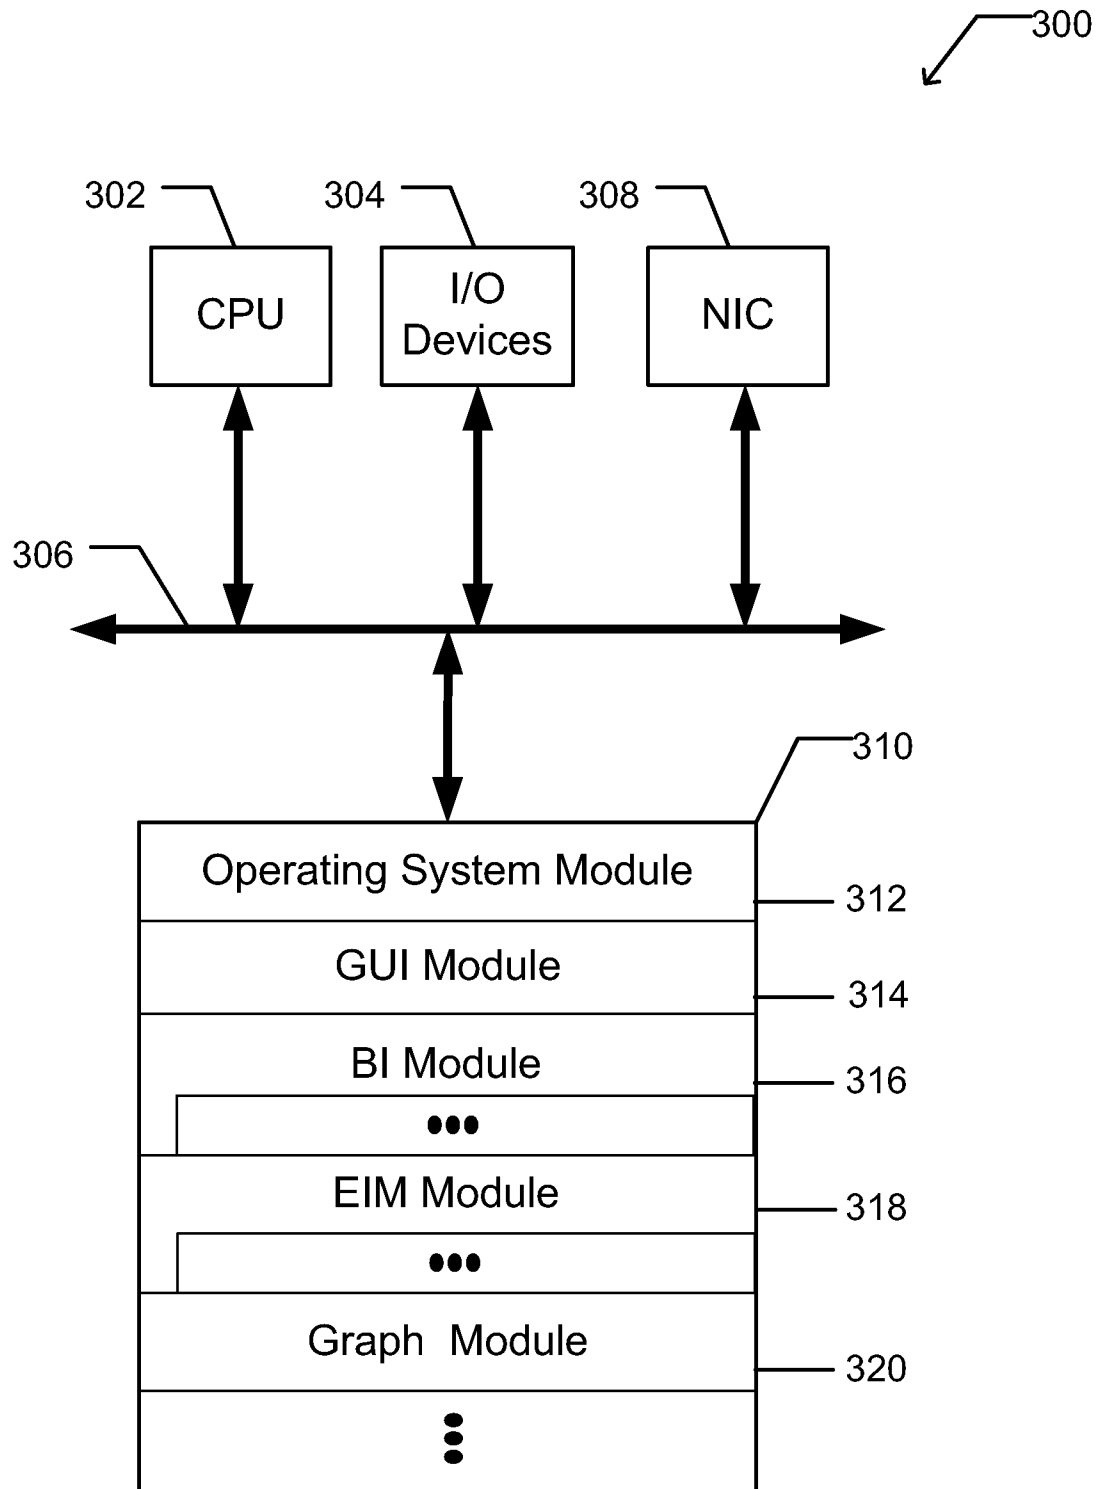 300
302
304
308
CPU
I/O
Devices
NIC
306
310
Operating System Module
312
GUI Module
314
BI Module
316
EIM Module
318
Graph Module
320